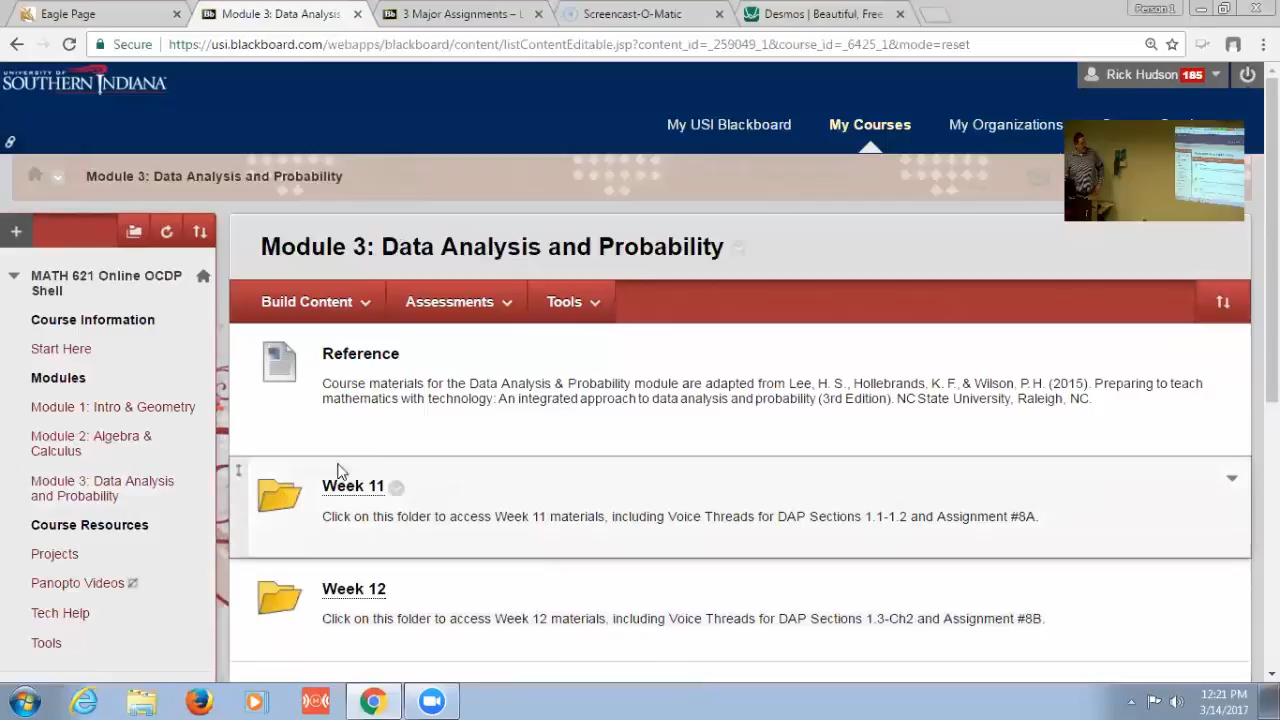 Eagle Page
Module 3: Data Analysis
3 Major Assignments – L
Screencast-O-Matic
Desmos | Beautiful, Free
Person 1
Secure
https://usi.blackboard.com/webapps/blackboard/content/listContentEditable.jsp?content_id=_259049_1&course_id=_6425_1&mode=reset
UNIVERSITY OF
SOUTHERN INDIANA
Rick Hudson 185
My USI Blackboard
My Courses
My Organizations
Module 3: Data Analysis and Probability
MATH 621 Online OCDP
Shell
Course Information
Start Here
Modules
Module 1: Intro & Geometry
Module 2: Algebra &
Calculus
Module 3: Data Analysis
and Probability
Course Resources
Projects
Panopto Videos
Tech Help
Tools
Module 3: Data Analysis and Probability
Build Content
Assessments
Tools
Reference
Course materials for the Data Analysis & Probability module are adapted from Lee, H. S., Hollebrands, K. F., & Wilson, P. H. (2015). Preparing to teach
mathematics with technology: An integrated approach to data analysis and probability (3rd Edition). NC State University, Raleigh, NC.
Week 11
Click on this folder to access Week 11 materials, including Voice Threads for DAP Sections 1.1-1.2 and Assignment #8A.
Week 12
Click on this folder to access Week 12 materials, including Voice Threads for DAP Sections 1.3-Ch2 and Assignment #8B.
12:21 PM
3/14/2017